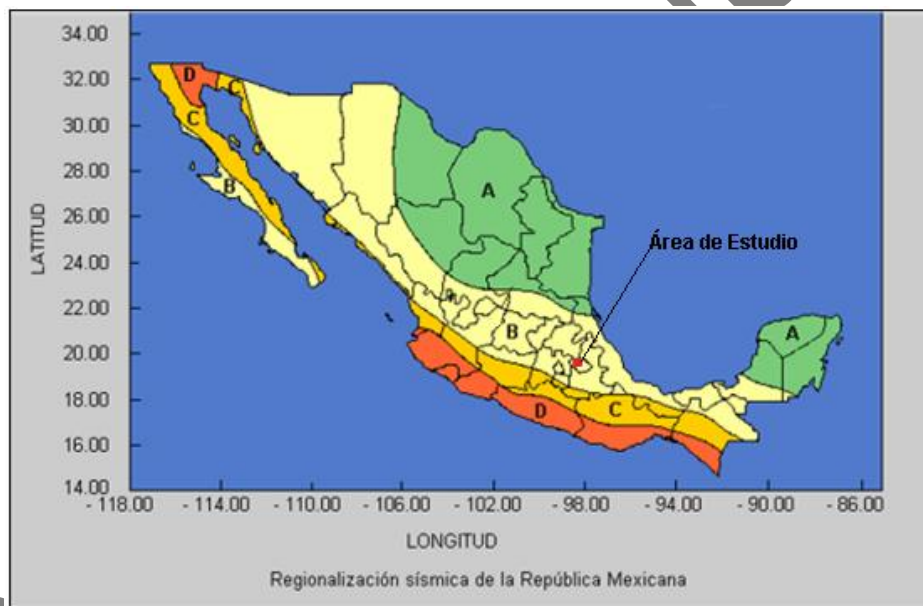 34.00
32.00
30.00
28.00
26.00
24.00
22.00
20.00
18.00
16.00
14.00
LATITUD
D
C
C
B
A
Área de Estudio
A
B
C
D
- 118.00 - 114.00 - 110.00 - 106.00 - 102.00 - 98.00 - 94.00 - 90.00 - 86.00
LONGITUD
Regionalización sísmica de la República Mexicana